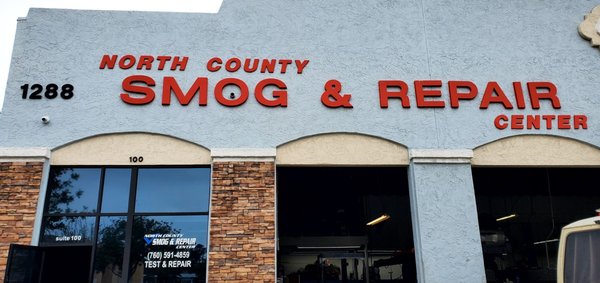 NORTH COUNTY
1288 SMOG & REPAIR
CENTER
100
suite 100
NORTH COUNTY
SMOG & REPAIR
CENTER
(760) 591-4859
TEST & REPAIR